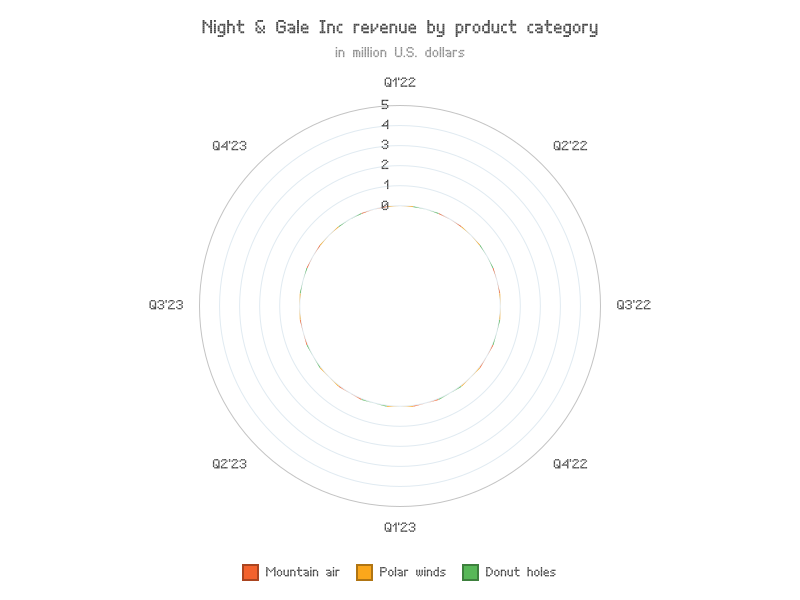 Night & Gale Inc revenue by product category
in million U.S. dollars
Q1'22
5
4
3
2
1
0
Q4'23
Q2'22
Q3'23
Q3'22
Q2'23
Q4'22
Q1'23
Mountain air
Polar winds
Donut holes